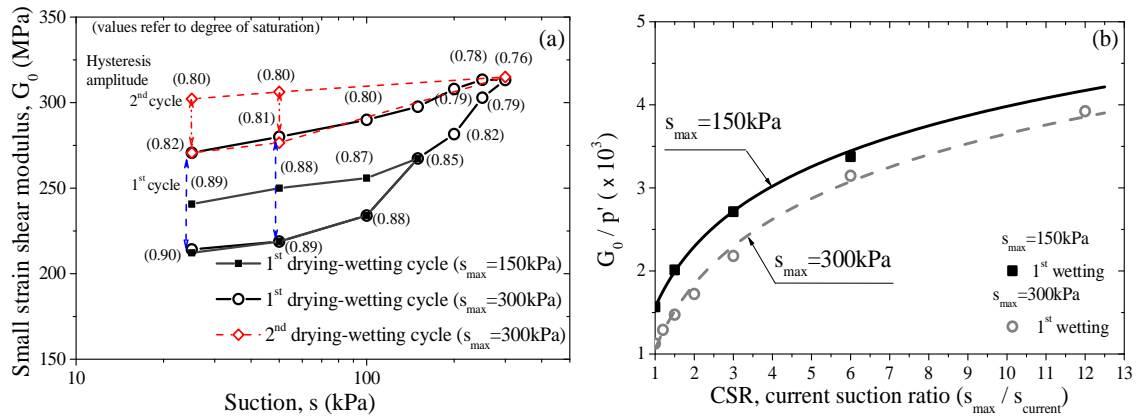 350
300
250
200
150
Small strain shear modulus, G0 (MPa)
(values refer to degree of saturation)
(a)
Hysteresis
amplitude
2nd cycle
1st cycle
(0.80)
(0.80)
(0.78)
(0.76)
(0.80)
(0.79)
(0.79)
(0.81)
(0.82)
(0.82)
(0.87)
(0.85)
(0.88)
(0.89)
(0.88)
(0.89)
(0.90)
1st drying-wetting cycle (smax=150kPa)
1st drying-wetting cycle (smax=300kPa)
2nd drying-wetting cycle (smax=300kPa)
10
100
Suction, s (kPa)
5
4
3
2
1
G0 / p' ( x 10^3)
(b)
smax=150kPa
smax=300kPa
smax=150kPa
1st wetting
smax=300kPa
1st wetting
1 2 3 4 5 6 7 8 9 10 11 12 13
CSR, current suction ratio (smax / scurrent)